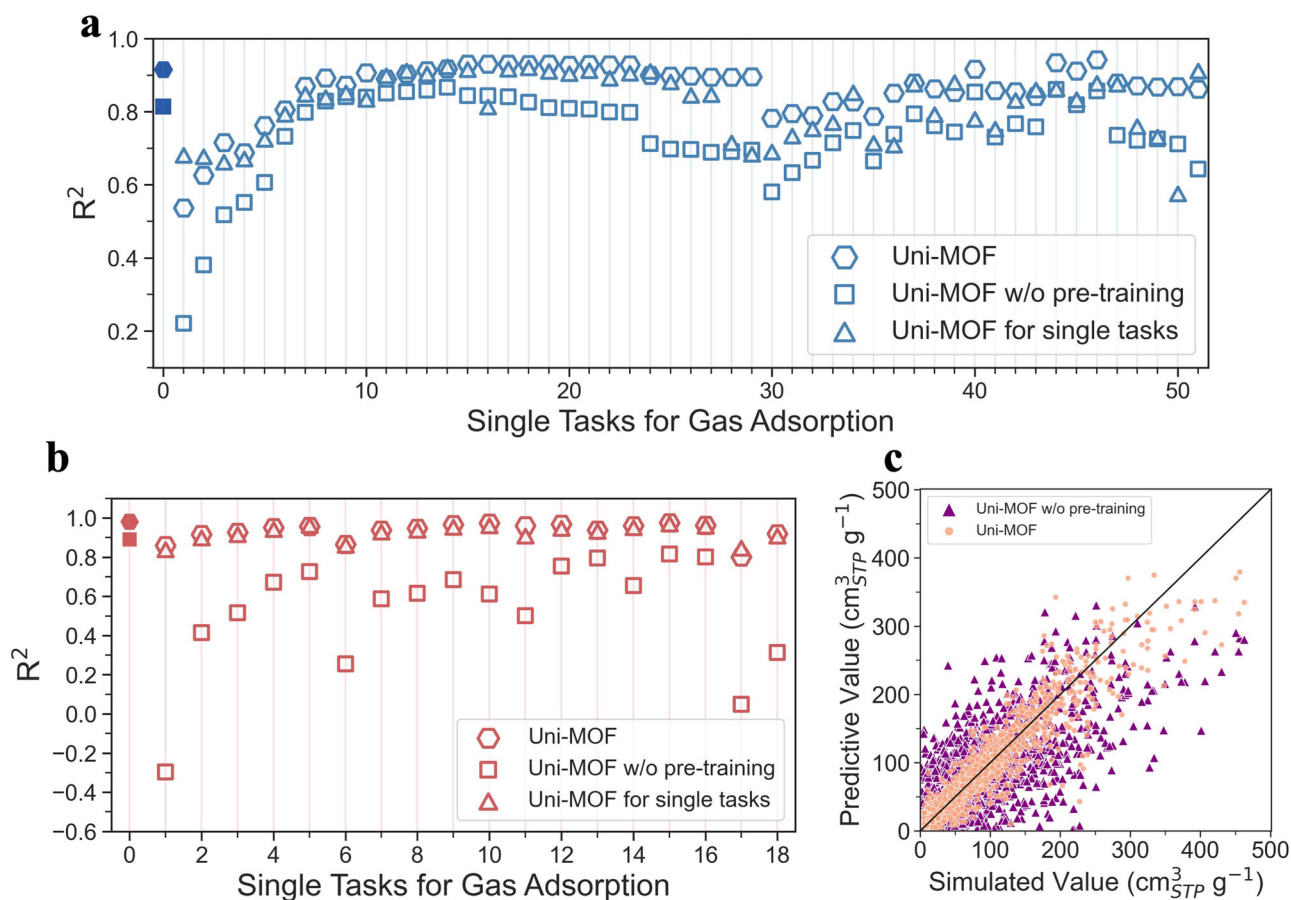 a
1.0
0.8
0.6
0.4
0.2
R²
Uni-MOF
Uni-MOF w/o pre-training
Uni-MOF for single tasks
0 10 20 30 40 50
Single Tasks for Gas Adsorption
b
1.0
0.8
0.6
0.4
0.2
0.0
−0.2
−0.4
−0.6
R²
Uni-MOF
Uni-MOF w/o pre-training
Uni-MOF for single tasks
0 2 4 6 8 10 12 14 16 18
Single Tasks for Gas Adsorption
c
500
400
300
200
100
0
Predictive Value (cm³STP g⁻¹)
Uni-MOF w/o pre-training
Uni-MOF
0 100 200 300 400 500
Simulated Value (cm³STP g⁻¹)